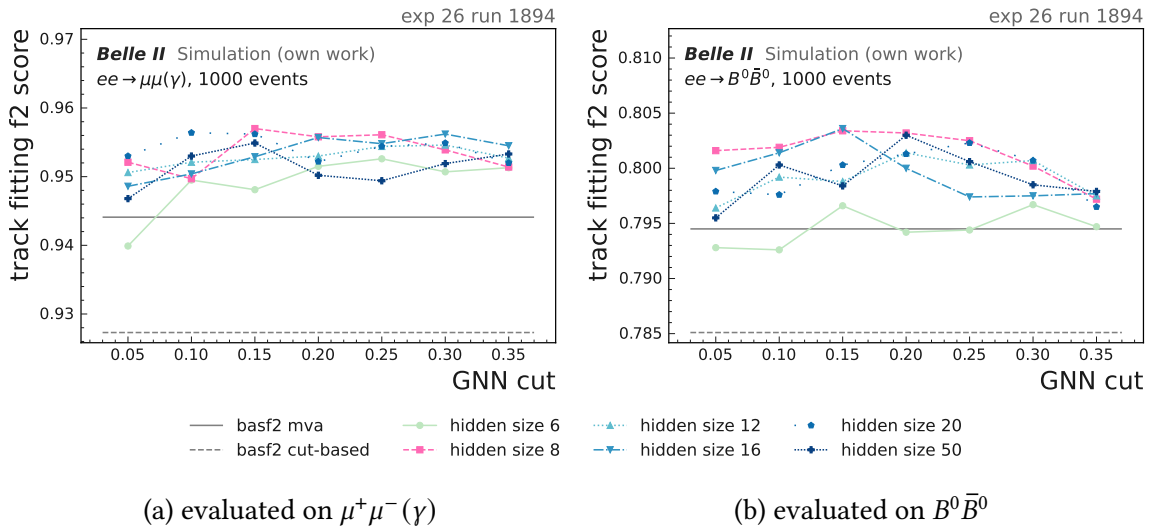 exp 26 run 1894
Belle II Simulation (own work)
ee → μμ(γ), 1000 events
track fitting f2 score
0.97
0.96
0.95
0.94
0.93
0.05 0.10 0.15 0.20 0.25 0.30 0.35
GNN cut
exp 26 run 1894
Belle II Simulation (own work)
ee → B⁰B̄⁰, 1000 events
track fitting f2 score
0.810
0.805
0.800
0.795
0.790
0.785
0.05 0.10 0.15 0.20 0.25 0.30 0.35
GNN cut
basf2 mva
basf2 cut-based
hidden size 6
hidden size 8
hidden size 12
hidden size 16
hidden size 20
hidden size 50
(a) evaluated on μ⁺μ⁻(γ)
(b) evaluated on B⁰B̄⁰